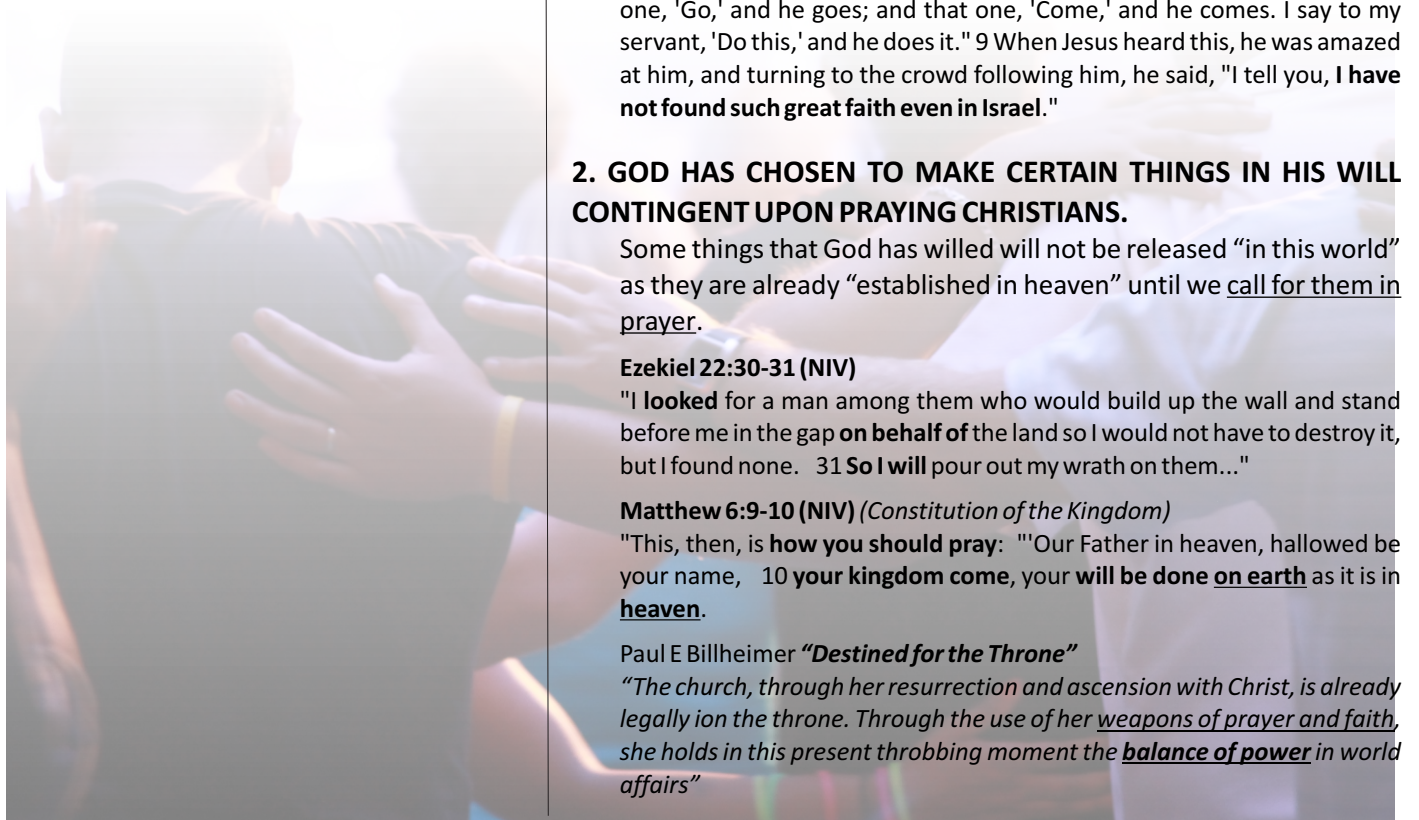 one, 'Go,' and he goes; and that one, 'Come,' and he comes. I say to my
servant, 'Do this,' and he does it." 9 When Jesus heard this, he was amazed
at him, and turning to the crowd following him, he said, "I tell you, I have
not found such great faith even in Israel."
2. GOD HAS CHOSEN TO MAKE CERTAIN THINGS IN HIS WILL
CONTINGENT UPON PRAYING CHRISTIANS.
Some things that God has willed will not be released “in this world”
as they are already “established in heaven” until we call for them in
prayer.
Ezekiel 22:30-31 (NIV)
"I looked for a man among them who would build up the wall and stand
before me in the gap on behalf of the land so I would not have to destroy it,
but I found none. 31 So I will pour out my wrath on them..."
Matthew 6:9-10 (NIV) (Constitution of the Kingdom)
"This, then, is how you should pray: "'Our Father in heaven, hallowed be
your name, 10 your kingdom come, your will be done on earth as it is in
heaven.
Paul E Billheimer “Destined for the Throne”
“The church, through her resurrection and ascension with Christ, is already
legally ion the throne. Through the use of her weapons of prayer and faith,
she holds in this present throbbing moment the balance of power in world
affairs”